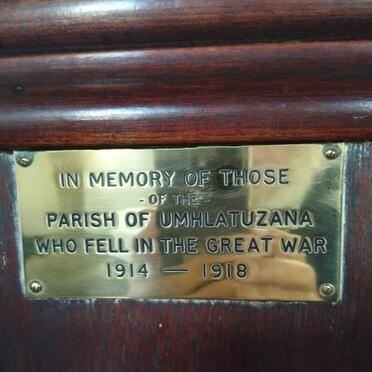 IN MEMORY OF THOSE
- OF THE -
PARISH OF UMHLATUZANA
WHO FELL IN THE GREAT WAR
1914 — 1918